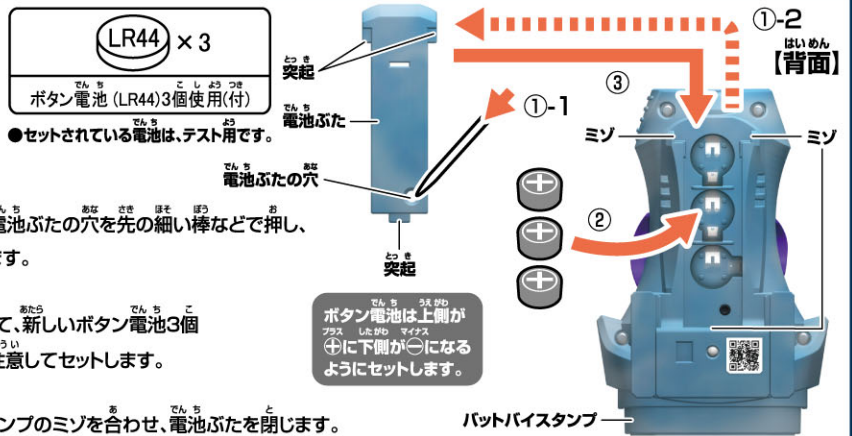 LR44 ×3
ボタン電池 (LR44)3個使用(付)
●セットされている電池は、テスト用です。
突起
電池ぶた
電池ぶたの穴
突起
①-1
①-2
【背面】
③
ミゾ
ミゾ
②
電池ぶたの穴を先の細い棒などで押し、
ます。
て、新しいボタン電池3個
注意してセットします。
ンプのミゾを合わせ、電池ぶたを閉じます。
ボタン電池は上側が
⊕に下側が⊖になる
ようにセットします。
バットバイスタンプ